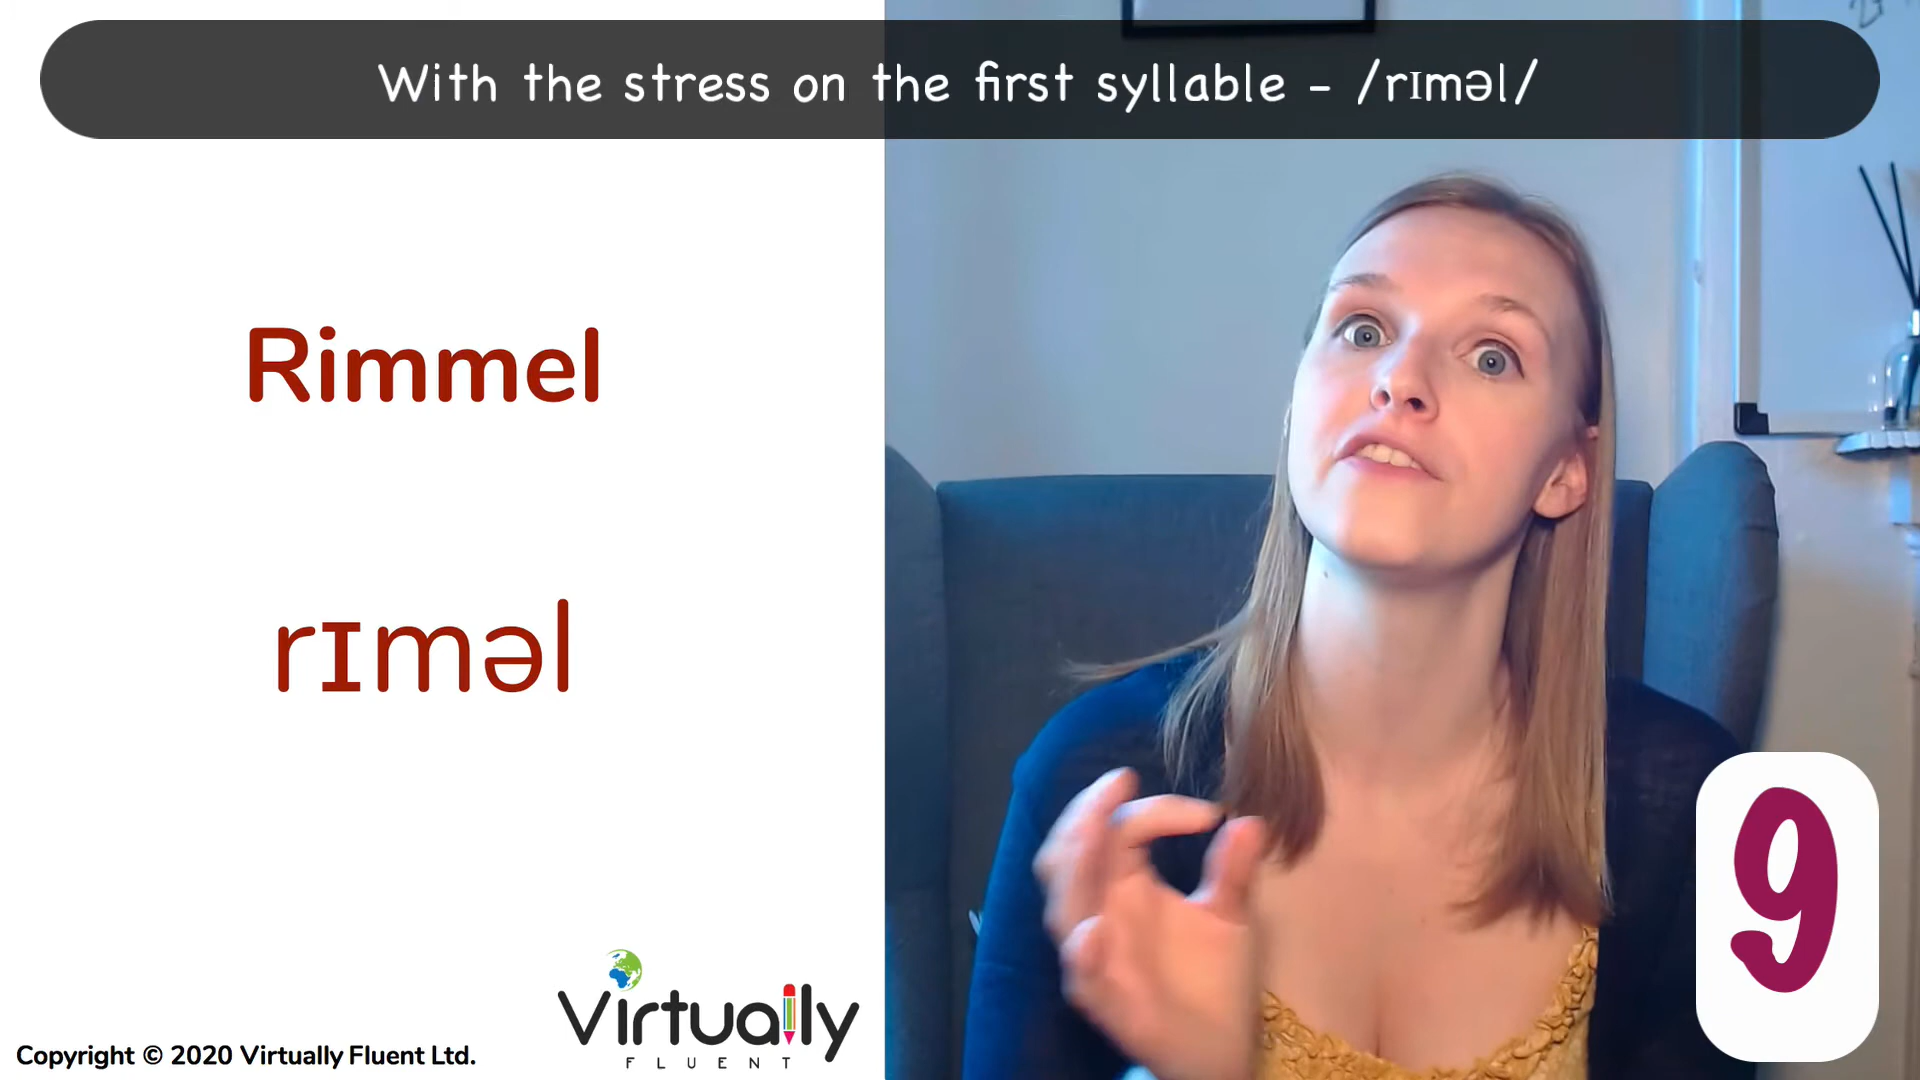 With the stress on the first syllable - /rɪməl/
Rimmel
rɪməl
9
Virtually
FLUENT
Copyright © 2020 Virtually Fluent Ltd.